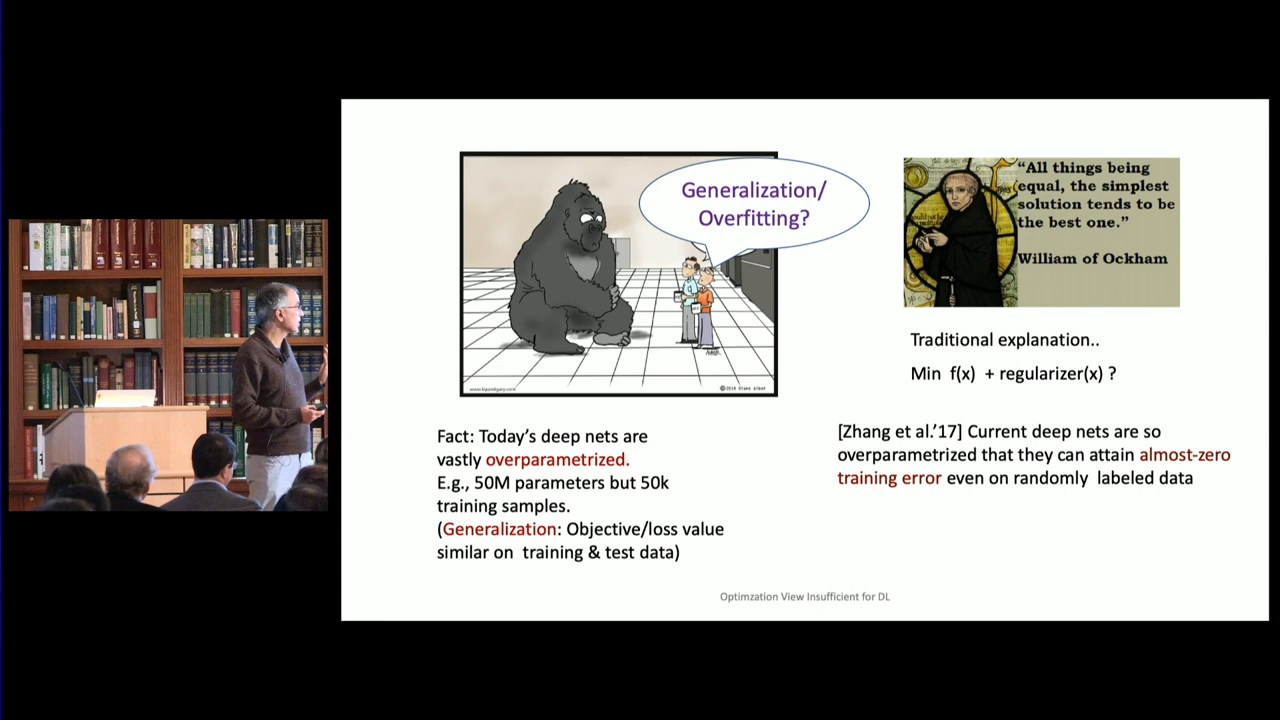 Generalization/
Overfitting?
"All things being
equal, the simplest
solution tends to be
the best one."
William of Ockham
Traditional explanation..
Min f(x) + regularizer(x) ?
Fact: Today's deep nets are
vastly overparametrized.
E.g., 50M parameters but 50k
training samples.
(Generalization: Objective/loss value
similar on training & test data)
[Zhang et al.'17] Current deep nets are so
overparametrized that they can attain almost-zero
training error even on randomly labeled data
Optimzation View Insufficient for DL